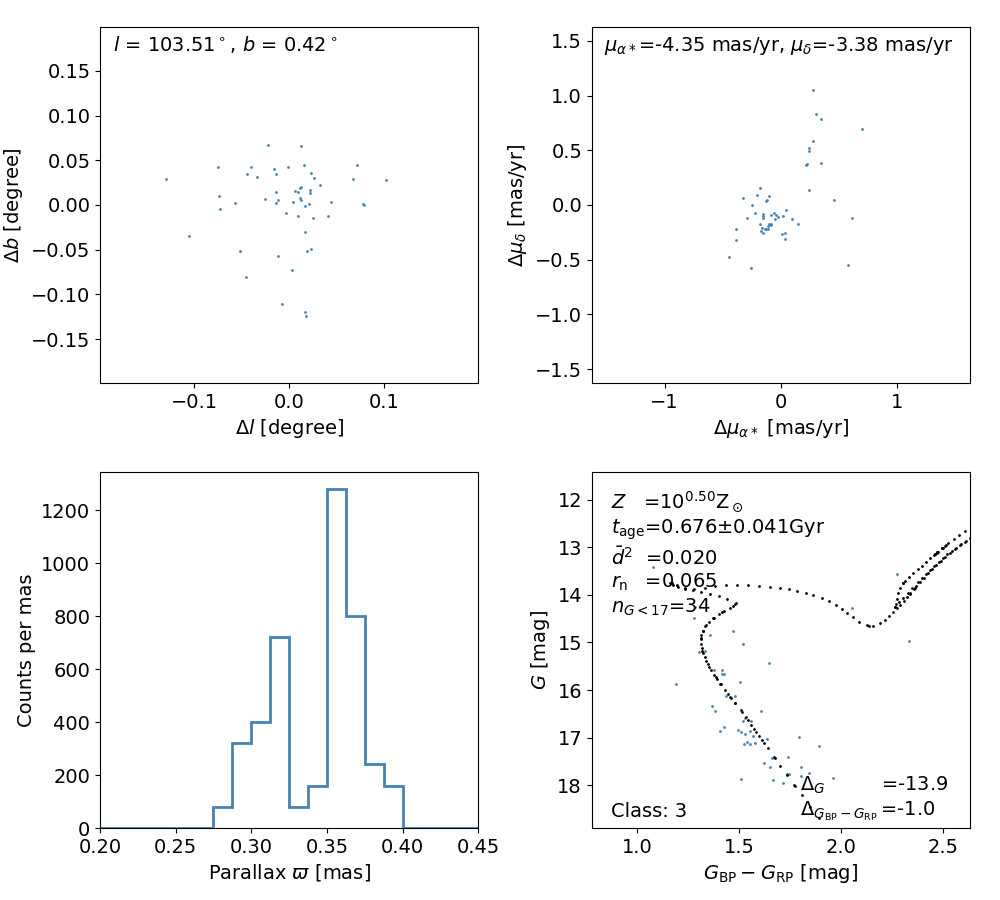 l = 103.51°, b = 0.42°
0.15
0.10
0.05
0.00
−0.05
−0.10
−0.15
Δb [degree]
−0.1
0.0
0.1
Δl [degree]
μα*=-4.35 mas/yr, μδ=-3.38 mas/yr
1.5
1.0
0.5
0.0
−0.5
−1.0
−1.5
Δμδ [mas/yr]
−1
0
1
Δμα* [mas/yr]
1200
1000
800
600
400
200
0
Counts per mas
0.20
0.25
0.30
0.35
0.40
0.45
Parallax ϖ [mas]
Z =10^0.50 Z⊙
t_age=0.676±0.041Gyr
d̄² =0.020
r_n =0.065
n_G<17=34
12
13
14
15
16
17
18
G [mag]
Δ_G =-13.9
Δ_GBP−GRP =-1.0
Class: 3
1.0
1.5
2.0
2.5
G_BP − G_RP [mag]